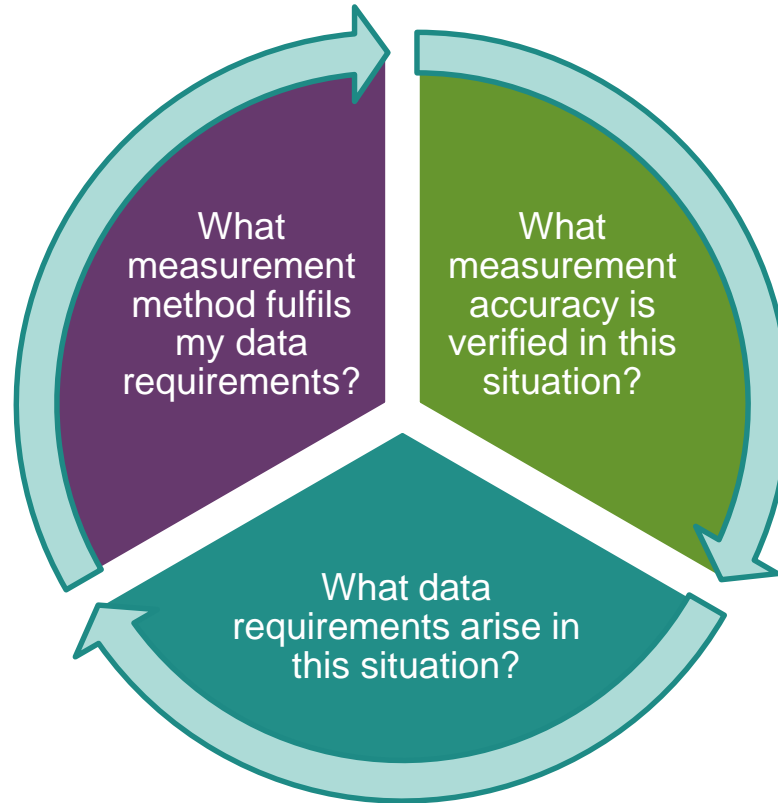 What
measurement
method fulfils
my data
requirements?
What
measurement
accuracy is
verified in this
situation?
What data
requirements arise in
this situation?